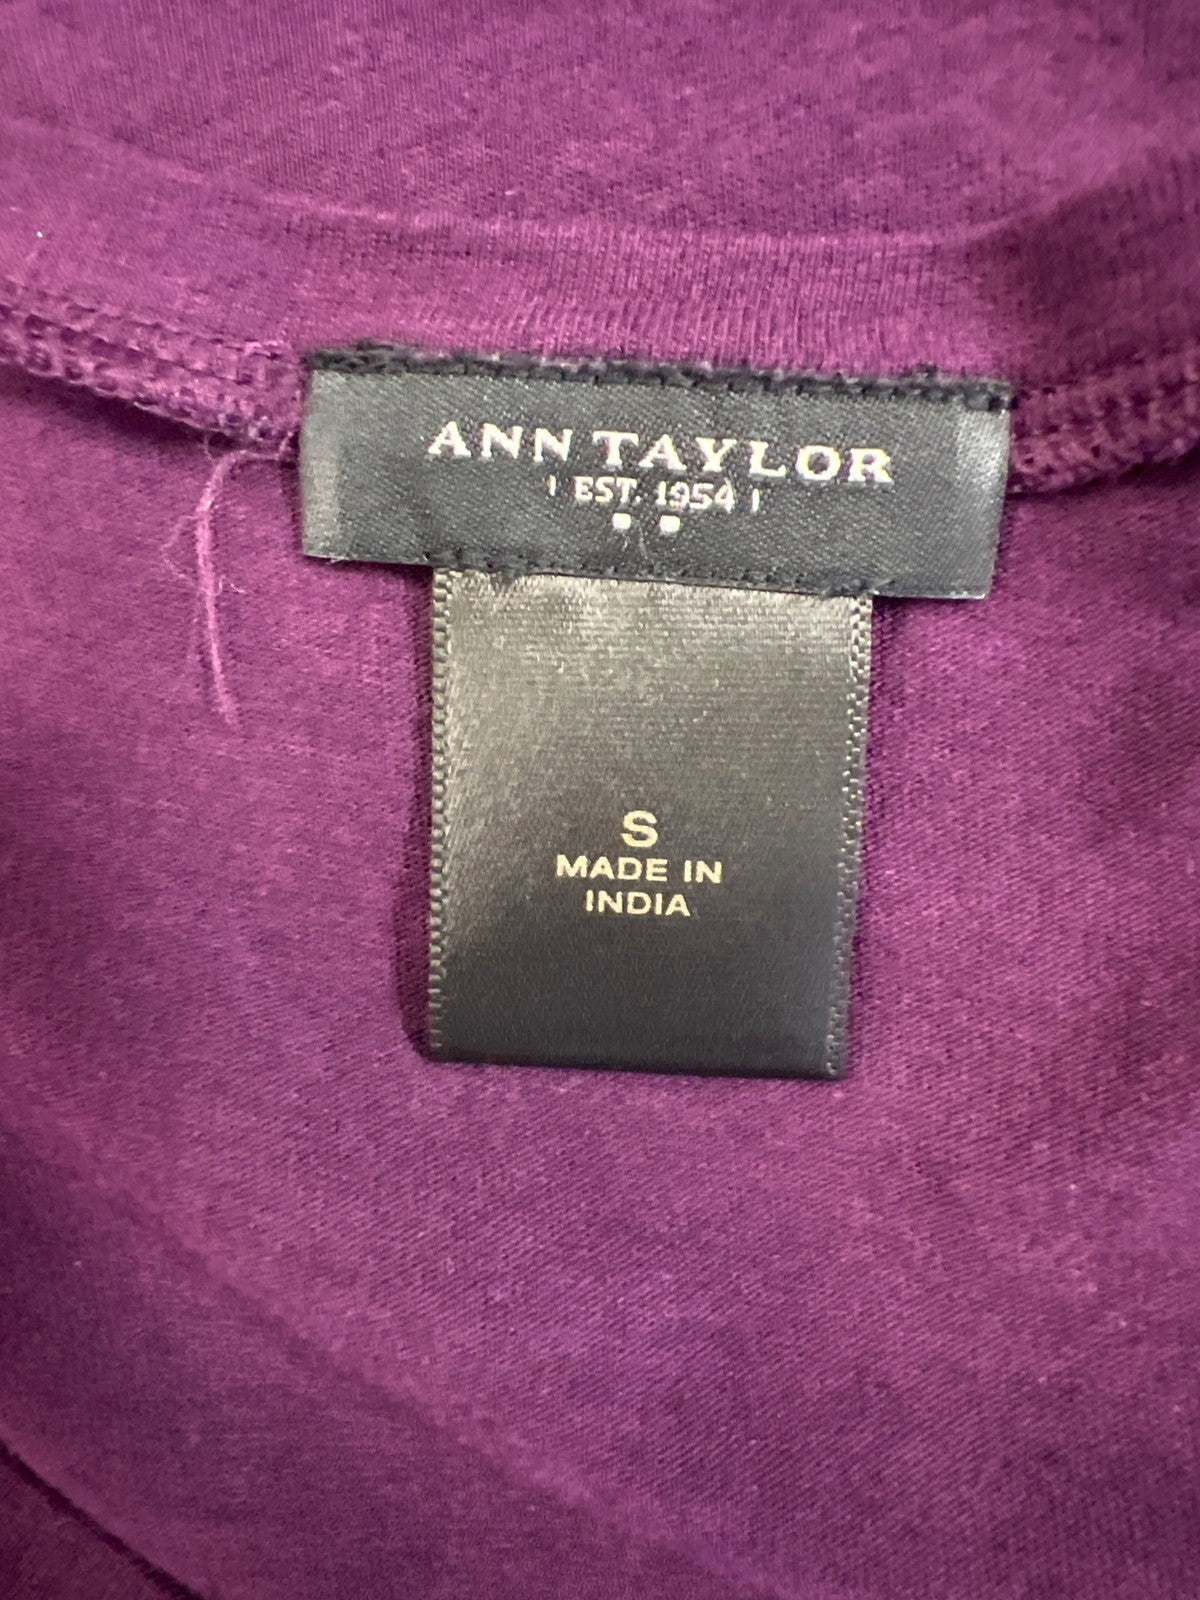 ANN TAYLOR
EST. 1954
S
MADE IN
INDIA